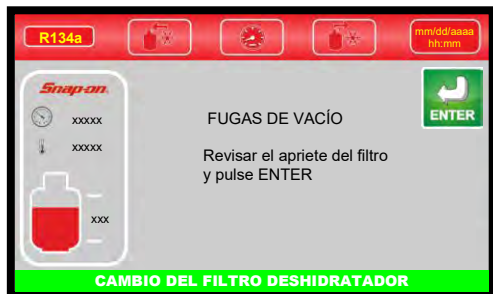 R134a
mm/dd/aaaa
hh:mm
Snap-on
xxxxx
xxxxx
xxx
FUGAS DE VACÍO
Revisar el apriete del filtro
y pulse ENTER
ENTER
CAMBIO DEL FILTRO DESHIDRATADOR